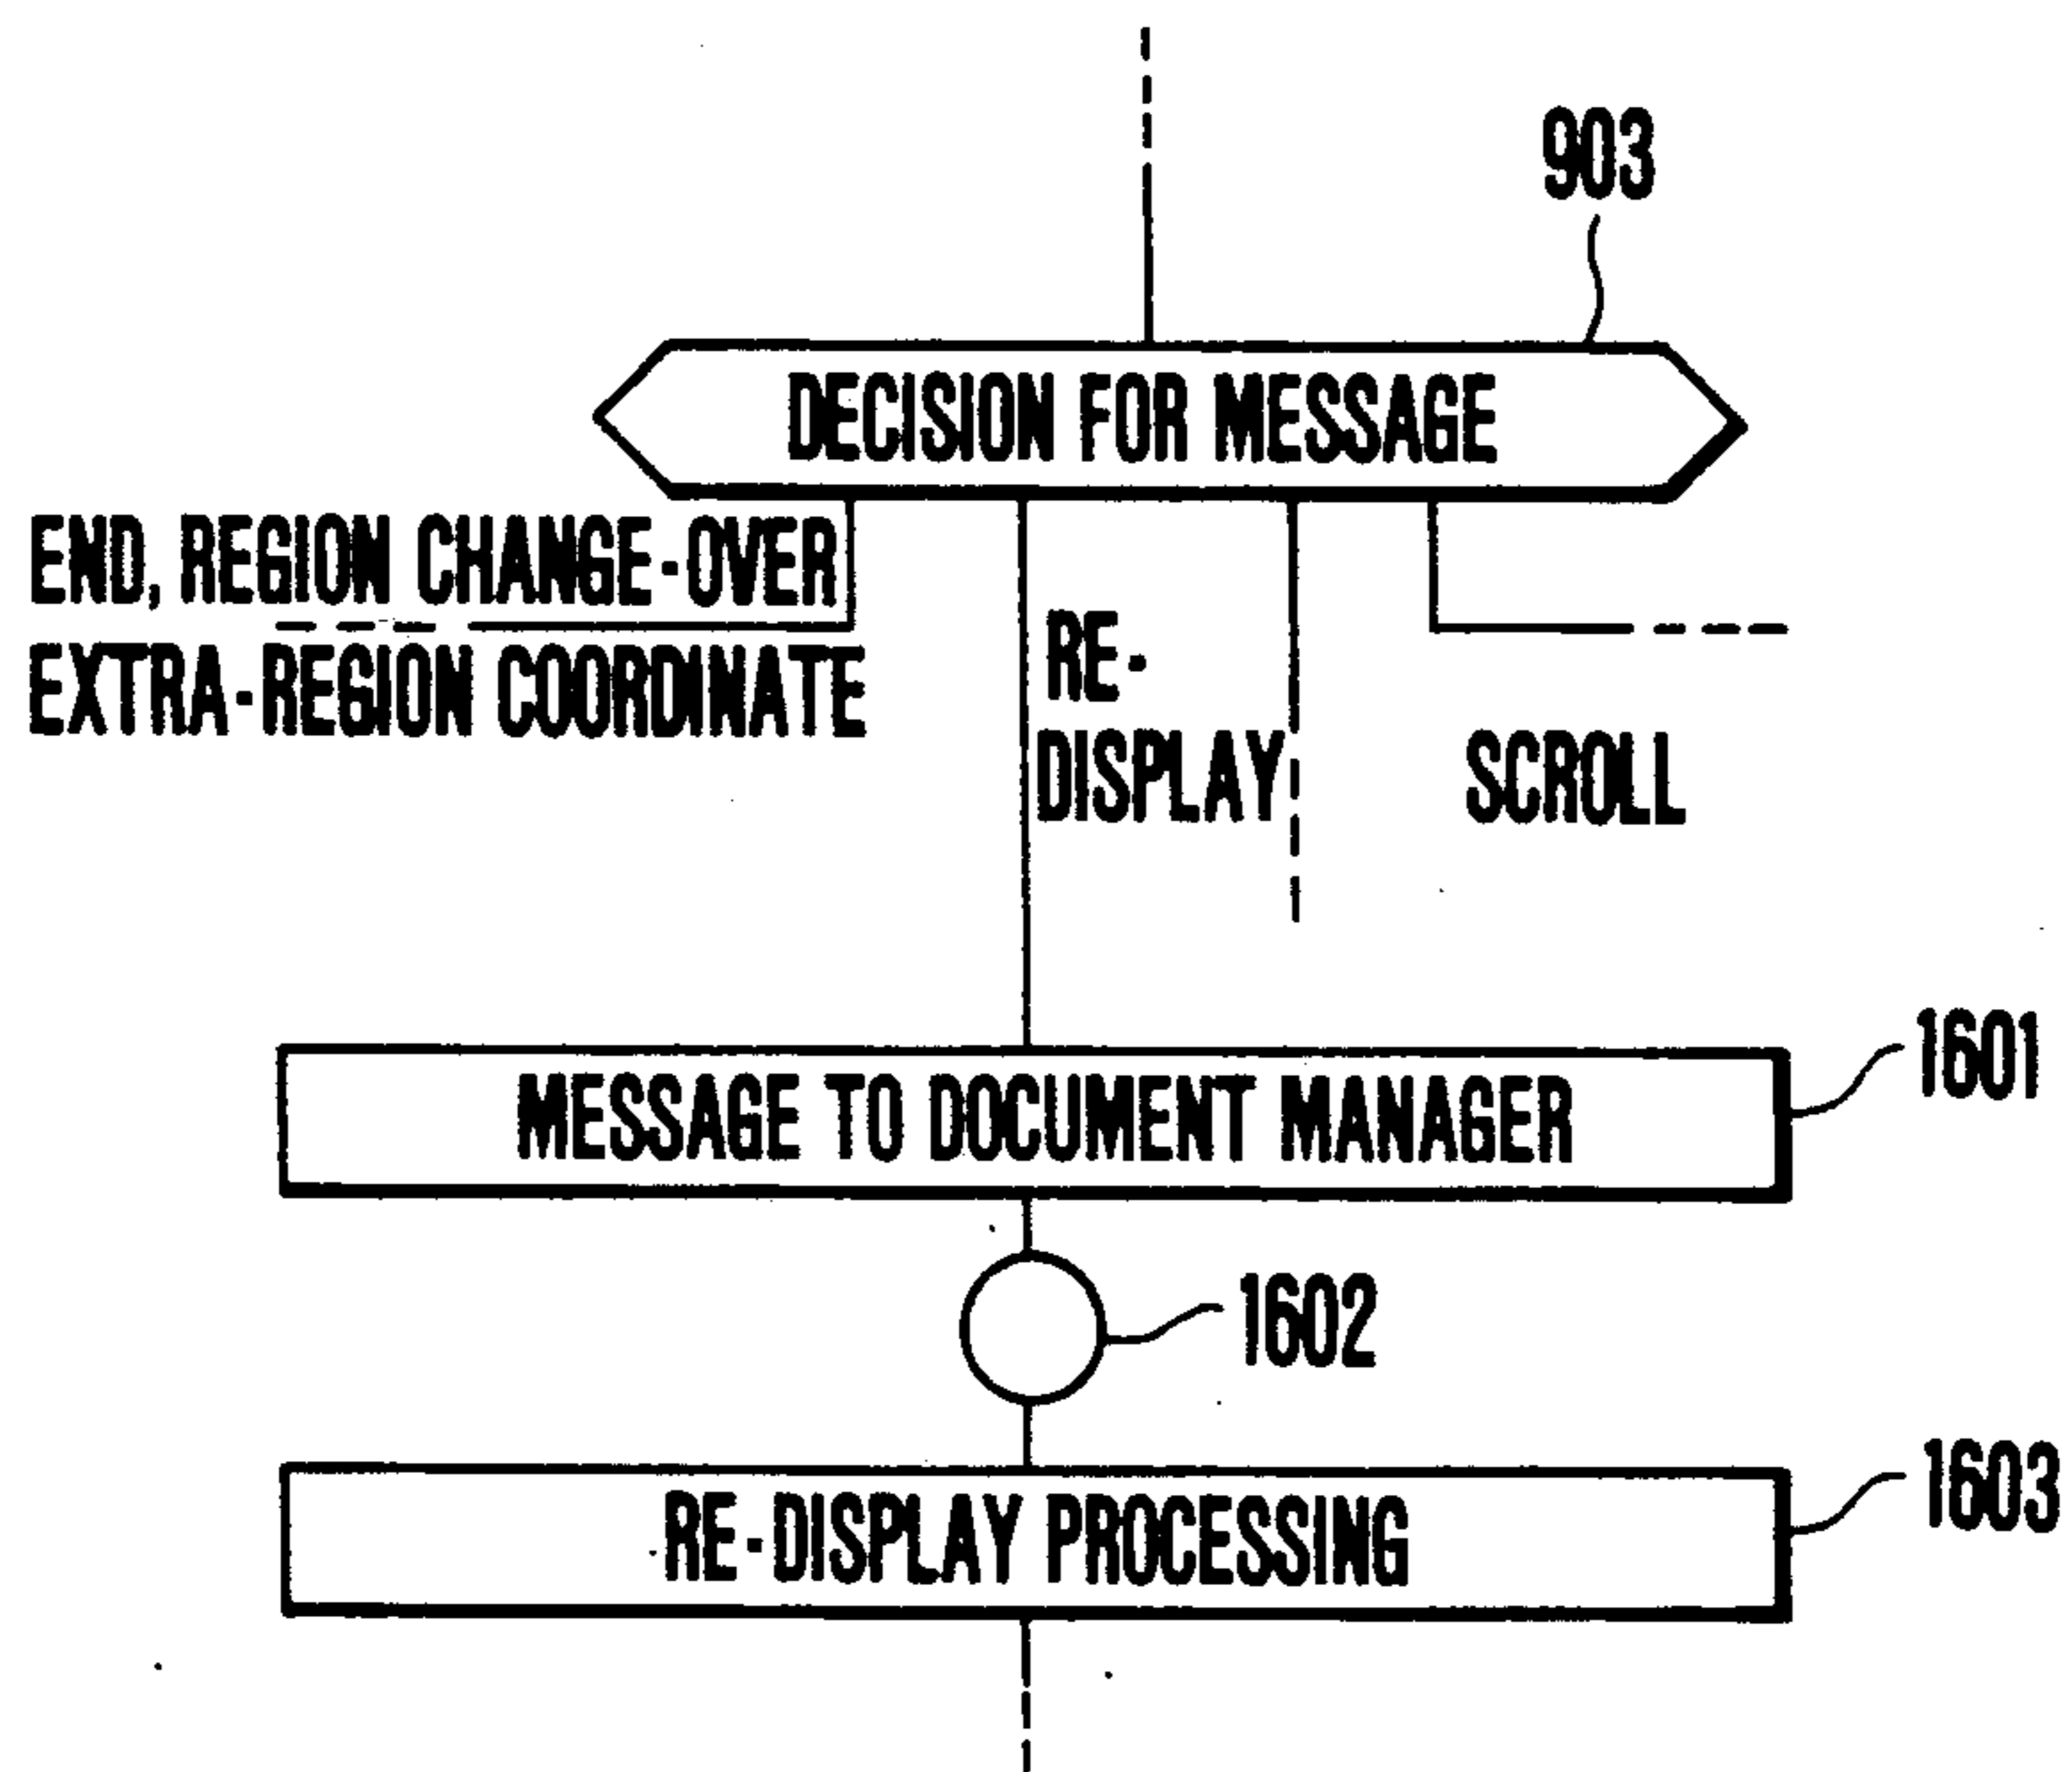 903
DECISION FOR MESSAGE
END, REGION CHANGE-OVER
EXTRA-REGION COORDINATE
RE-
DISPLAY
SCROLL
1601
MESSAGE TO DOCUMENT MANAGER
1602
1603
RE-DISPLAY PROCESSING